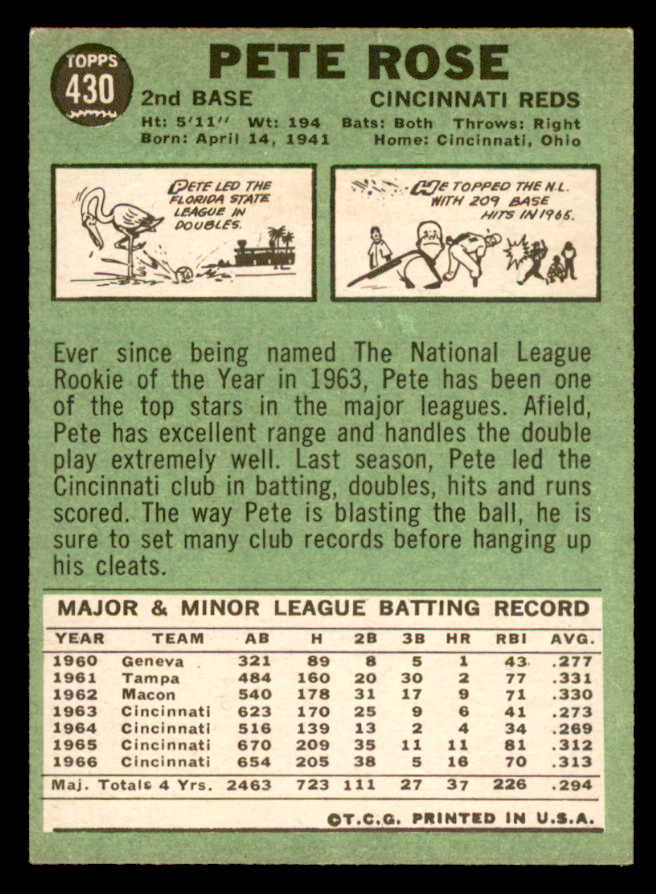 TOPPS
430
PETE ROSE
2nd BASE CINCINNATI REDS
Ht: 5'11" Wt: 194 Bats: Both Throws: Right
Born: April 14, 1941 Home: Cincinnati, Ohio
PETE LED THE
FLORIDA STATE
LEAGUE IN
DOUBLES.
HE TOPPED THE N.L.
WITH 209 BASE
HITS IN 1965.
Ever since being named The National League
Rookie of the Year in 1963, Pete has been one
of the top stars in the major leagues. Afield,
Pete has excellent range and handles the double
play extremely well. Last season, Pete led the
Cincinnati club in batting, doubles, hits and runs
scored. The way Pete is blasting the ball, he is
sure to set many club records before hanging up
his cleats.
MAJOR & MINOR LEAGUE BATTING RECORD
YEAR TEAM AB H 2B 3B HR RBI AVG.
1960 Geneva 321 89 8 5 1 43 .277
1961 Tampa 484 160 20 30 2 77 .331
1962 Macon 540 178 31 17 9 71 .330
1963 Cincinnati 623 170 25 9 6 41 .273
1964 Cincinnati 516 139 13 2 4 34 .269
1965 Cincinnati 670 209 35 11 11 81 .312
1966 Cincinnati 654 205 38 5 16 70 .313
Maj. Totals 4 Yrs. 2463 723 111 27 37 226 .294
©T.C.G. PRINTED IN U.S.A.